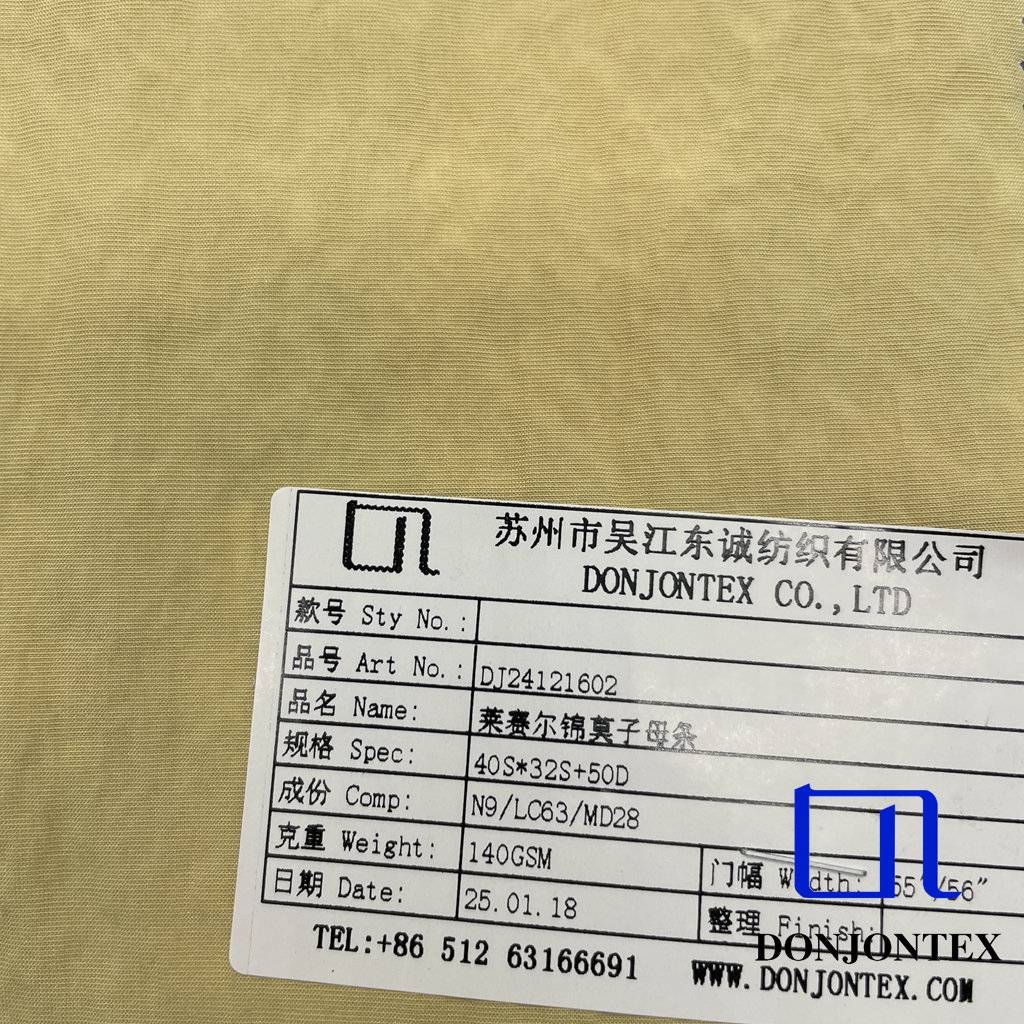 苏州市吴江东诚纺织有限公司
DONJONTEX CO.,LTD
款号 Sty No.:
品号 Art No.: DJ24121602
品名 Name: 莱赛尔锦莫子母条
规格 Spec: 40S*32S+50D
成份 Comp: N9/LC63/MD28
克重 Weight: 140GSM 门幅 Width: 55"/56"
日期 Date: 25.01.18 整理 Finish:
TEL:+86 512 63166691 WWW.DONJONTEX.COM
DONJONTEX